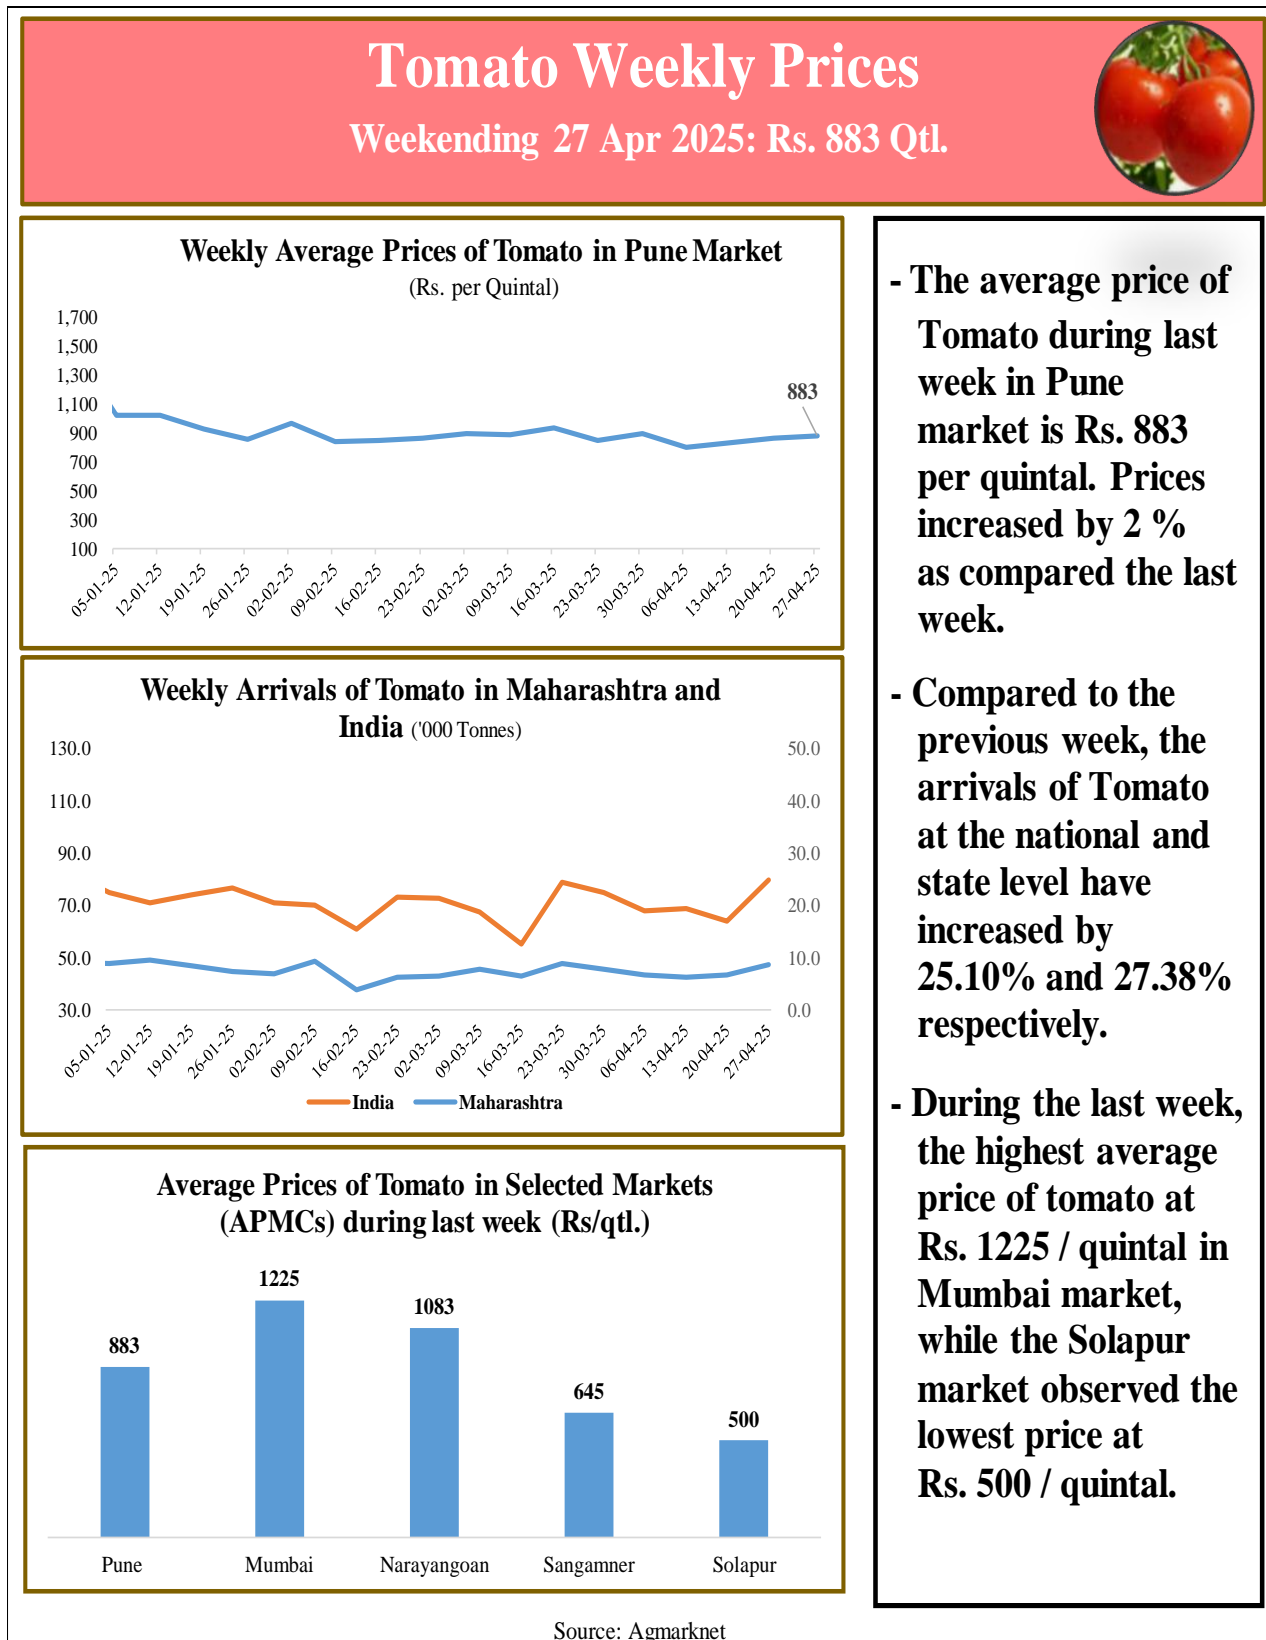 Tomato Weekly Prices
Weekending 27 Apr 2025: Rs. 883 Qtl.
Weekly Average Prices of Tomato in Pune Market
(Rs. per Quintal)
1,700
1,500
1,300
1,100
900
700
500
300
100
883
05-01-25
12-01-25
19-01-25
26-01-25
02-02-25
09-02-25
16-02-25
23-02-25
02-03-25
09-03-25
16-03-25
23-03-25
30-03-25
06-04-25
13-04-25
20-04-25
27-04-25
Weekly Arrivals of Tomato in Maharashtra and
India ('000 Tonnes)
130.0
110.0
90.0
70.0
50.0
30.0
50.0
40.0
30.0
20.0
10.0
0.0
05-01-25
12-01-25
19-01-25
26-01-25
02-02-25
09-02-25
16-02-25
23-02-25
02-03-25
09-03-25
16-03-25
23-03-25
30-03-25
06-04-25
13-04-25
20-04-25
27-04-25
India Maharashtra
Average Prices of Tomato in Selected Markets
(APMCs) during last week (Rs/qtl.)
883
1225
1083
645
500
Pune Mumbai Narayangoan Sangamner Solapur
- The average price of
Tomato during last
week in Pune
market is Rs. 883
per quintal. Prices
increased by 2 %
as compared the last
week.
- Compared to the
previous week, the
arrivals of Tomato
at the national and
state level have
increased by
25.10% and 27.38%
respectively.
- During the last week,
the highest average
price of tomato at
Rs. 1225 / quintal in
Mumbai market,
while the Solapur
market observed the
lowest price at
Rs. 500 / quintal.
Source: Agmarknet